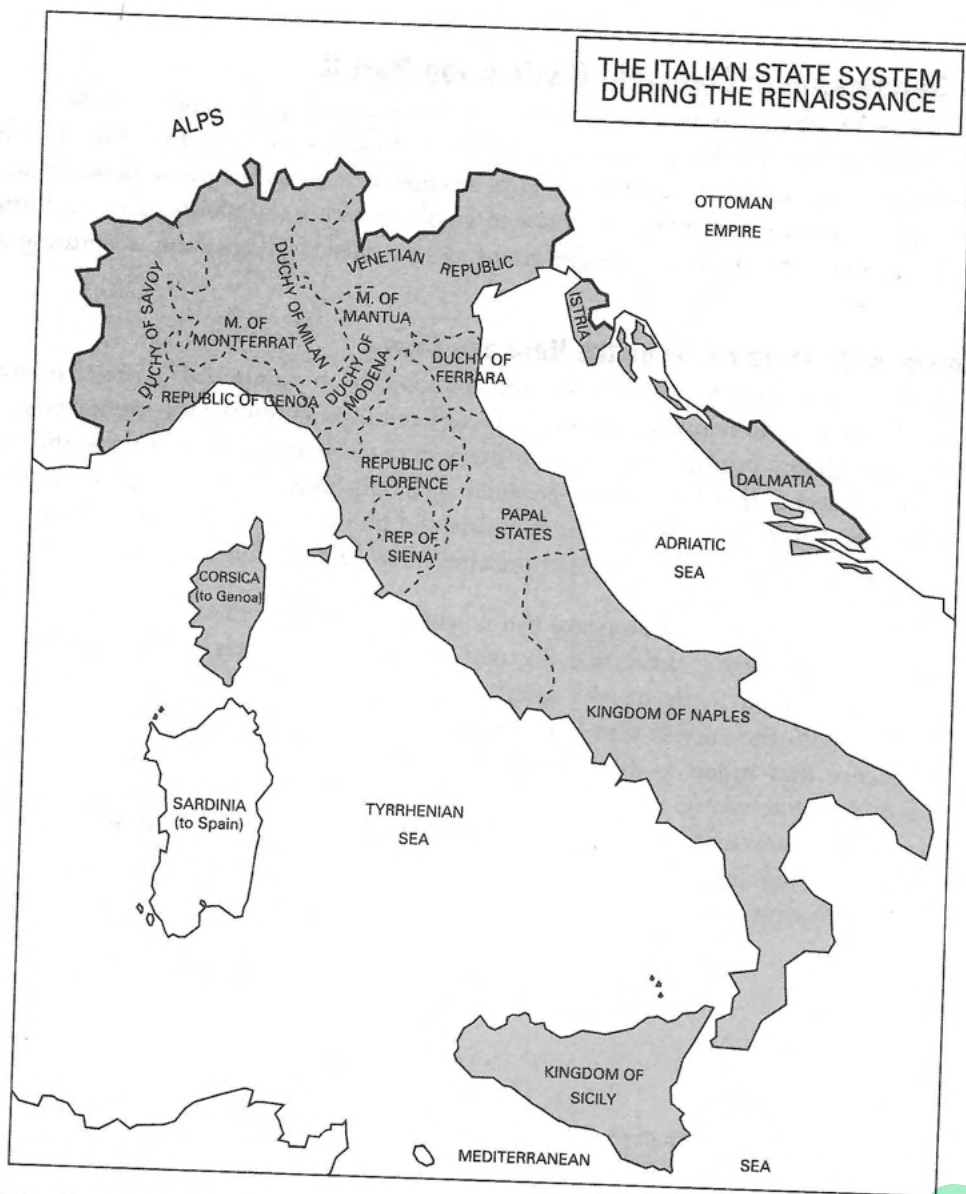 THE ITALIAN STATE SYSTEM
DURING THE RENAISSANCE
ALPS
OTTOMAN
EMPIRE
VENETIAN REPUBLIC
DUCHY OF SAVOY
DUCHY OF MILAN
M. OF
MANTUA
ISTRIA
M. OF
MONTFERRAT
DUCHY OF
MODENA
DUCHY OF
FERRARA
REPUBLIC OF GENOA
REPUBLIC OF
FLORENCE
DALMATIA
PAPAL
STATES
REP. OF
SIENA
ADRIATIC
SEA
CORSICA
(to Genoa)
KINGDOM OF NAPLES
SARDINIA
(to Spain)
TYRRHENIAN
SEA
KINGDOM OF
SICILY
MEDITERRANEAN SEA